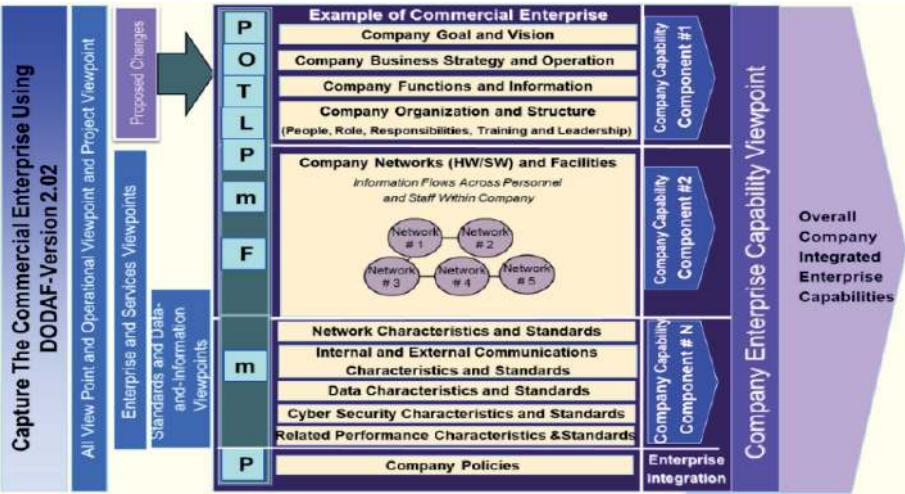 Capture The Commercial Enterprise Using
DODAF-Version 2.02
All View Point and Operational Viewpoint and Project Viewpoint
Proposed Changes
Enterprise and Services Viewpoints
Standards and Data-
and-Information
Viewpoints
P
O
T
L
P
m
F
m
P
Example of Commercial Enterprise
Company Goal and Vision
Company Business Strategy and Operation
Company Functions and Information
Company Organization and Structure
(People, Role, Responsibilities, Training and Leadership)
Company Networks (HW/SW) and Facilities
Information Flows Across Personnel
and Staff Within Company
Network
# 1
Network
# 2
Network
# 3
Network
# 4
Network
# 5
Network Characteristics and Standards
Internal and External Communications
Characteristics and Standards
Data Characteristics and Standards
Cyber Security Characteristics and Standards
Related Performance Characteristics &Standards
Company Policies
Company Capability
Component #1
Company Capability
Component #2
Company Capability
Component # N
Enterprise
Integration
Company Enterprise Capability Viewpoint
Overall
Company
Integrated
Enterprise
Capabilities